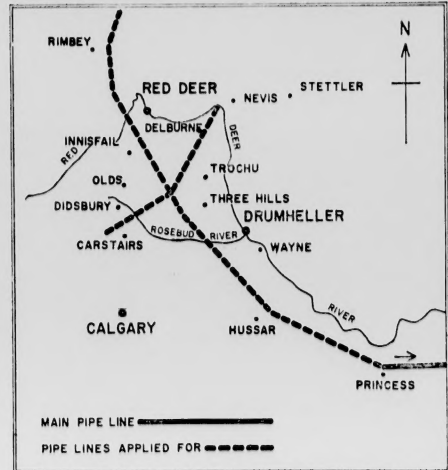 N
RIMBEY
RED DEER
NEVIS
STETTLER
DELBURNE
INNISFAIL
RED
DEER
OLDS
TROCHU
DIDSBURY
THREE HILLS
DRUMHELLER
CARSTAIRS
ROSEBUD RIVER
WAYNE
CALGARY
HUSSAR
RIVER
PRINCESS
MAIN PIPE LINE
PIPE LINES APPLIED FOR